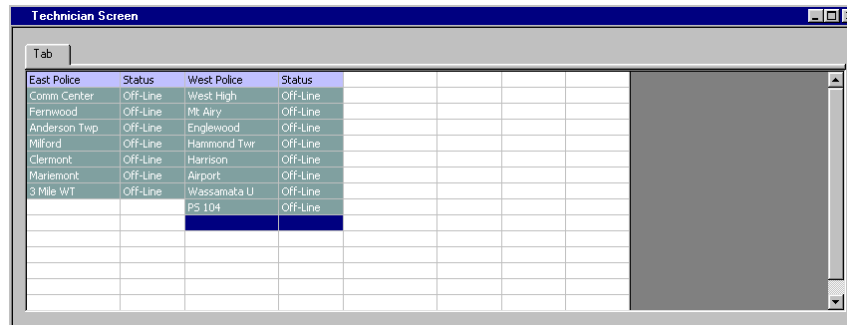 Technician Screen
Tab
East Police Status West Police Status
Comm Center Off-Line West High Off-Line
Fernwood Off-Line Mt Airy Off-Line
Anderson Twp Off-Line Englewood Off-Line
Milford Off-Line Hammond Twr Off-Line
Clermont Off-Line Harrison Off-Line
Mariemont Off-Line Airport Off-Line
3 Mile WT Off-Line Wassamata U Off-Line
PS 104 Off-Line